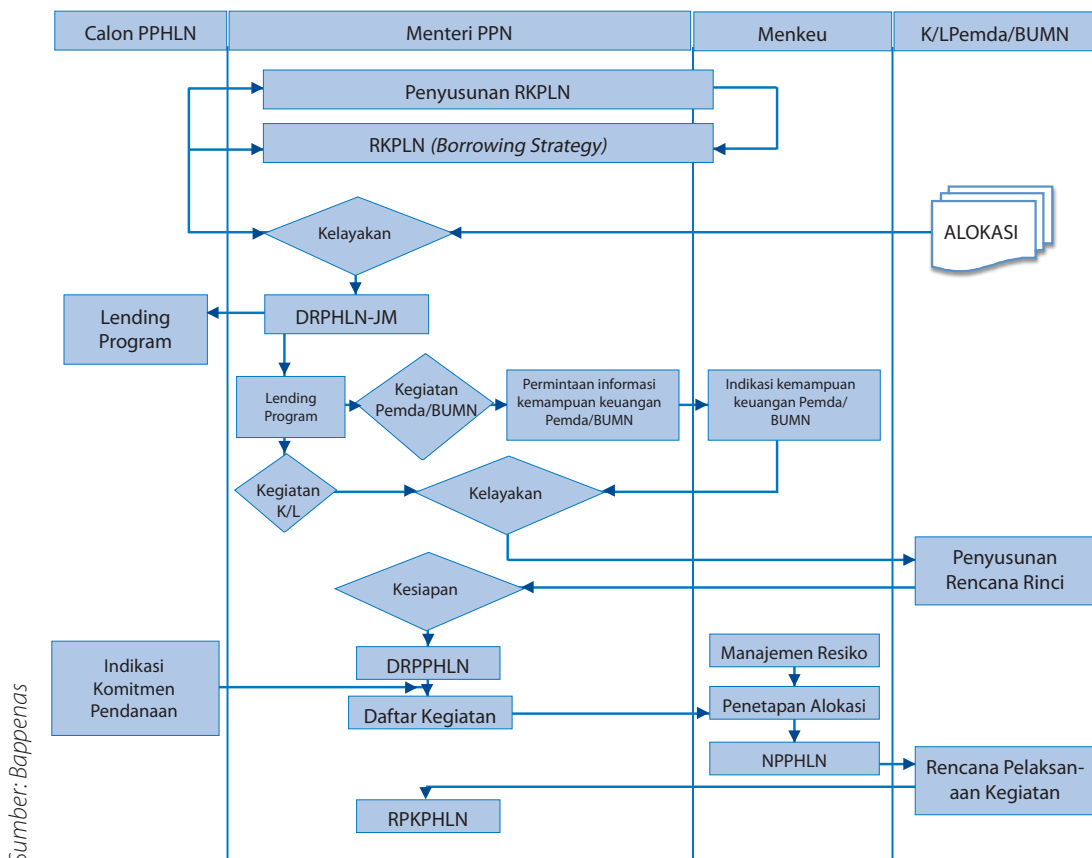 Calon PPHLN
Menteri PPN
Menkeu
K/LPemda/BUMN
Penyusunan RKPLN
RKPLN (Borrowing Strategy)
Kelayakan
ALOKASI
Lending
Program
DRPHLN-JM
Lending
Program
Kegiatan
Pemda/BUMN
Permintaan informasi
kemampuan keuangan
Pemda/BUMN
Indikasi kemampuan
keuangan Pemda/
BUMN
Kegiatan
K/L
Kelayakan
Penyusunan
Rencana Rinci
Kesiapan
Indikasi
Komitmen
Pendanaan
DRPPHLN
Daftar Kegiatan
Manajemen Resiko
Penetapan Alokasi
NPPHLN
Rencana Pelaksan-
aan Kegiatan
RPKPHLN
Sumber: Bappenas